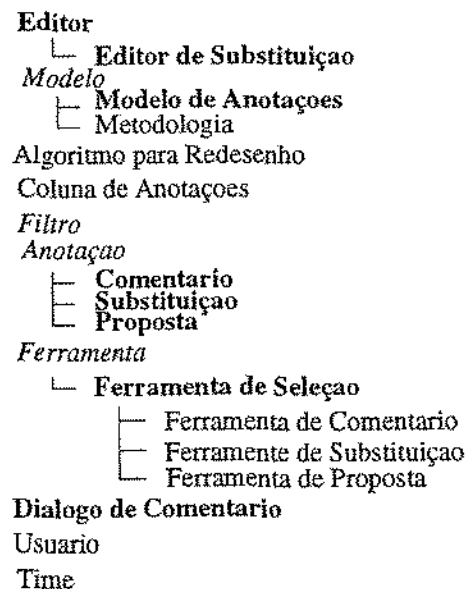 Editor
Editor de Substituiçao
Modelo
Modelo de Anotaçoes
Metodologia
Algoritmo para Redesenho
Coluna de Anotaçoes
Filtro
Anotaçao
Comentario
Substituiçao
Proposta
Ferramenta
Ferramenta de Seleçao
Ferramenta de Comentario
Ferramente de Substituiçao
Ferramenta de Proposta
Dialogo de Comentario
Usuario
Time